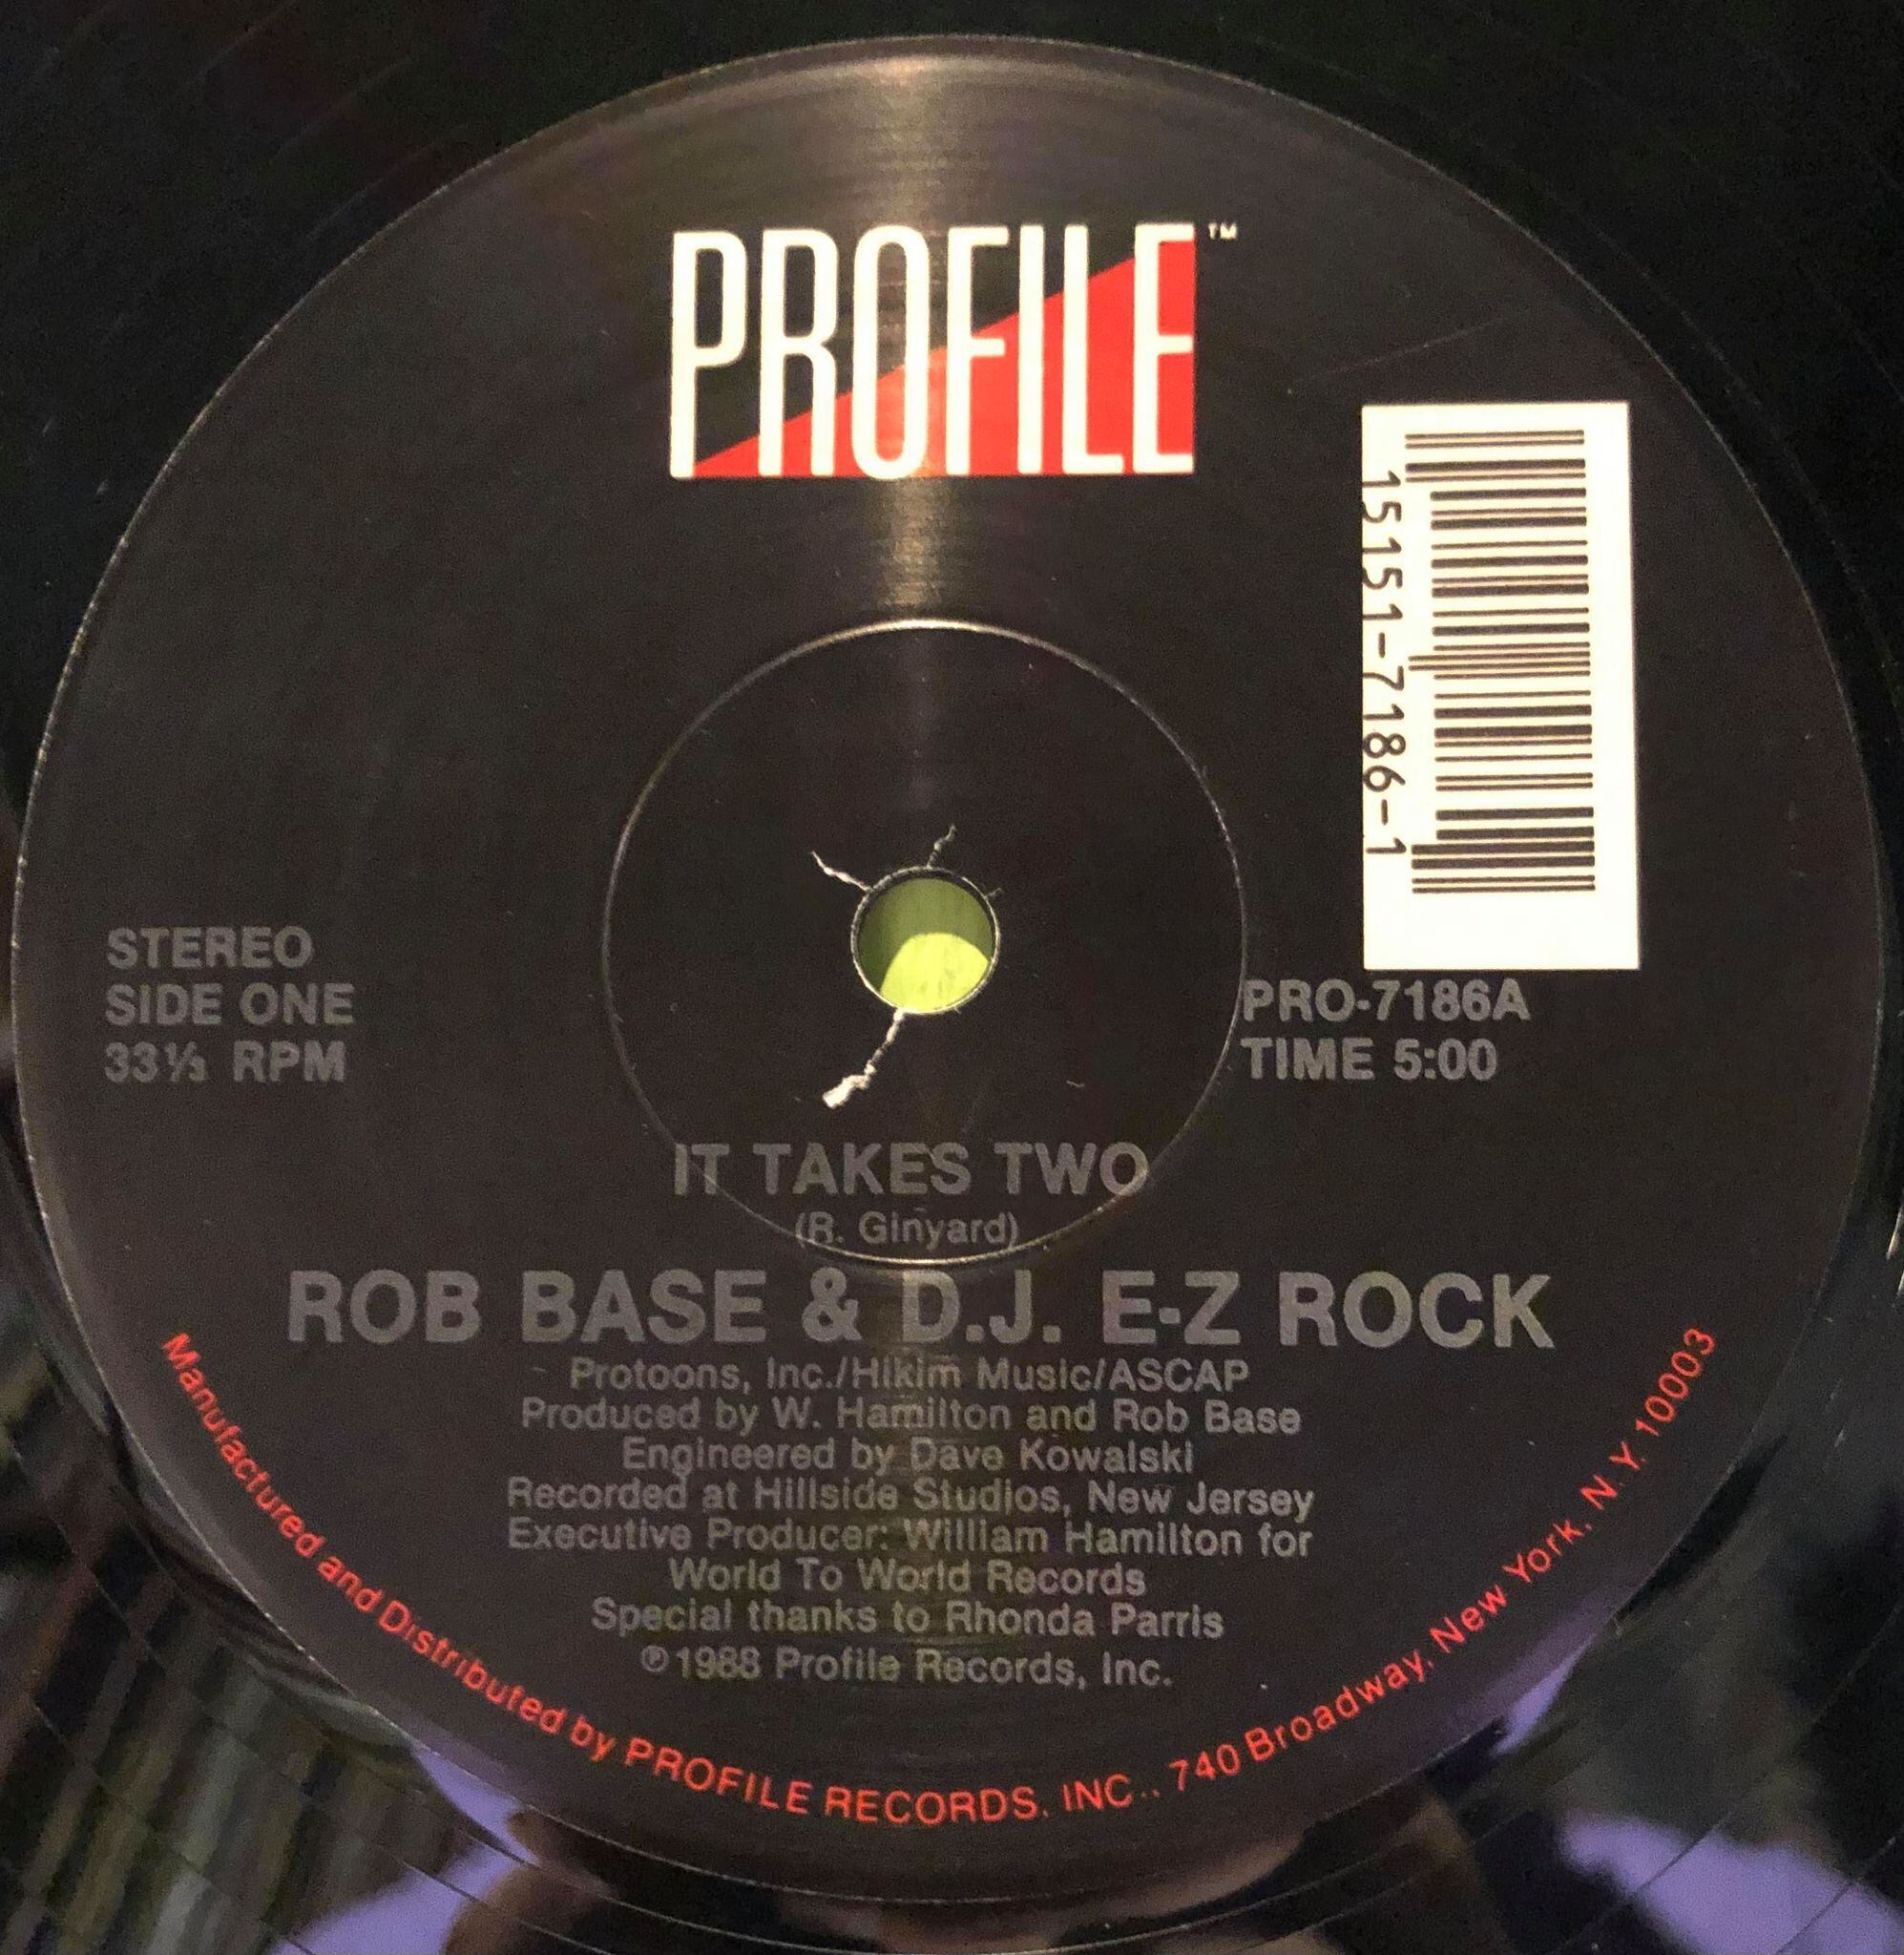 PROFILE™
15151-7186-1
STEREO
SIDE ONE
33⅓ RPM
PRO-7186A
TIME 5:00
IT TAKES TWO
(R. Ginyard)
ROB BASE & D.J. E-Z ROCK
Protoons, Inc./Hikim Music/ASCAP
Produced by W. Hamilton and Rob Base
Engineered by Dave Kowalski
Recorded at Hillside Studios, New Jersey
Executive Producer: William Hamilton for
World To World Records
Special thanks to Rhonda Parris
℗1988 Profile Records, Inc.
Manufactured and Distributed by PROFILE RECORDS, INC., 740 Broadway, New York, N.Y. 10003